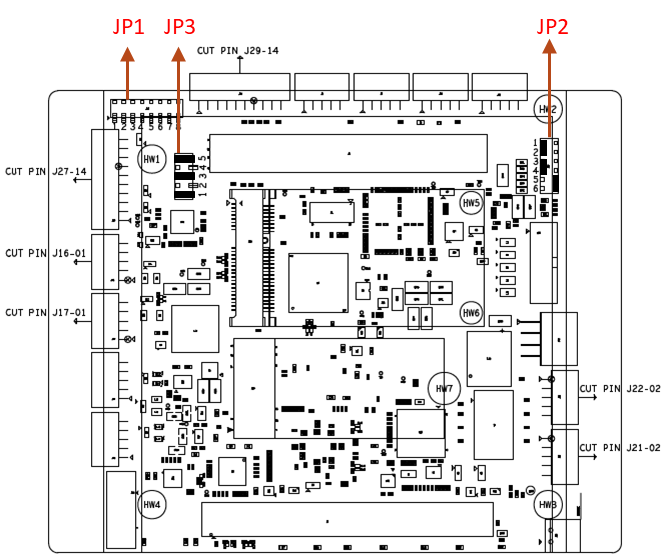 JP1 JP3 JP2
CUT PIN J29-14
HW2
1 2 3 4 5 6 7 8
HW1
1 2 3 4 5
1
2
3
4
5
6
CUT PIN J27-14
HW5
CUT PIN J16-01
CUT PIN J17-01
HW6
HW7
CUT PIN J22-02
CUT PIN J21-02
HW4
HW3